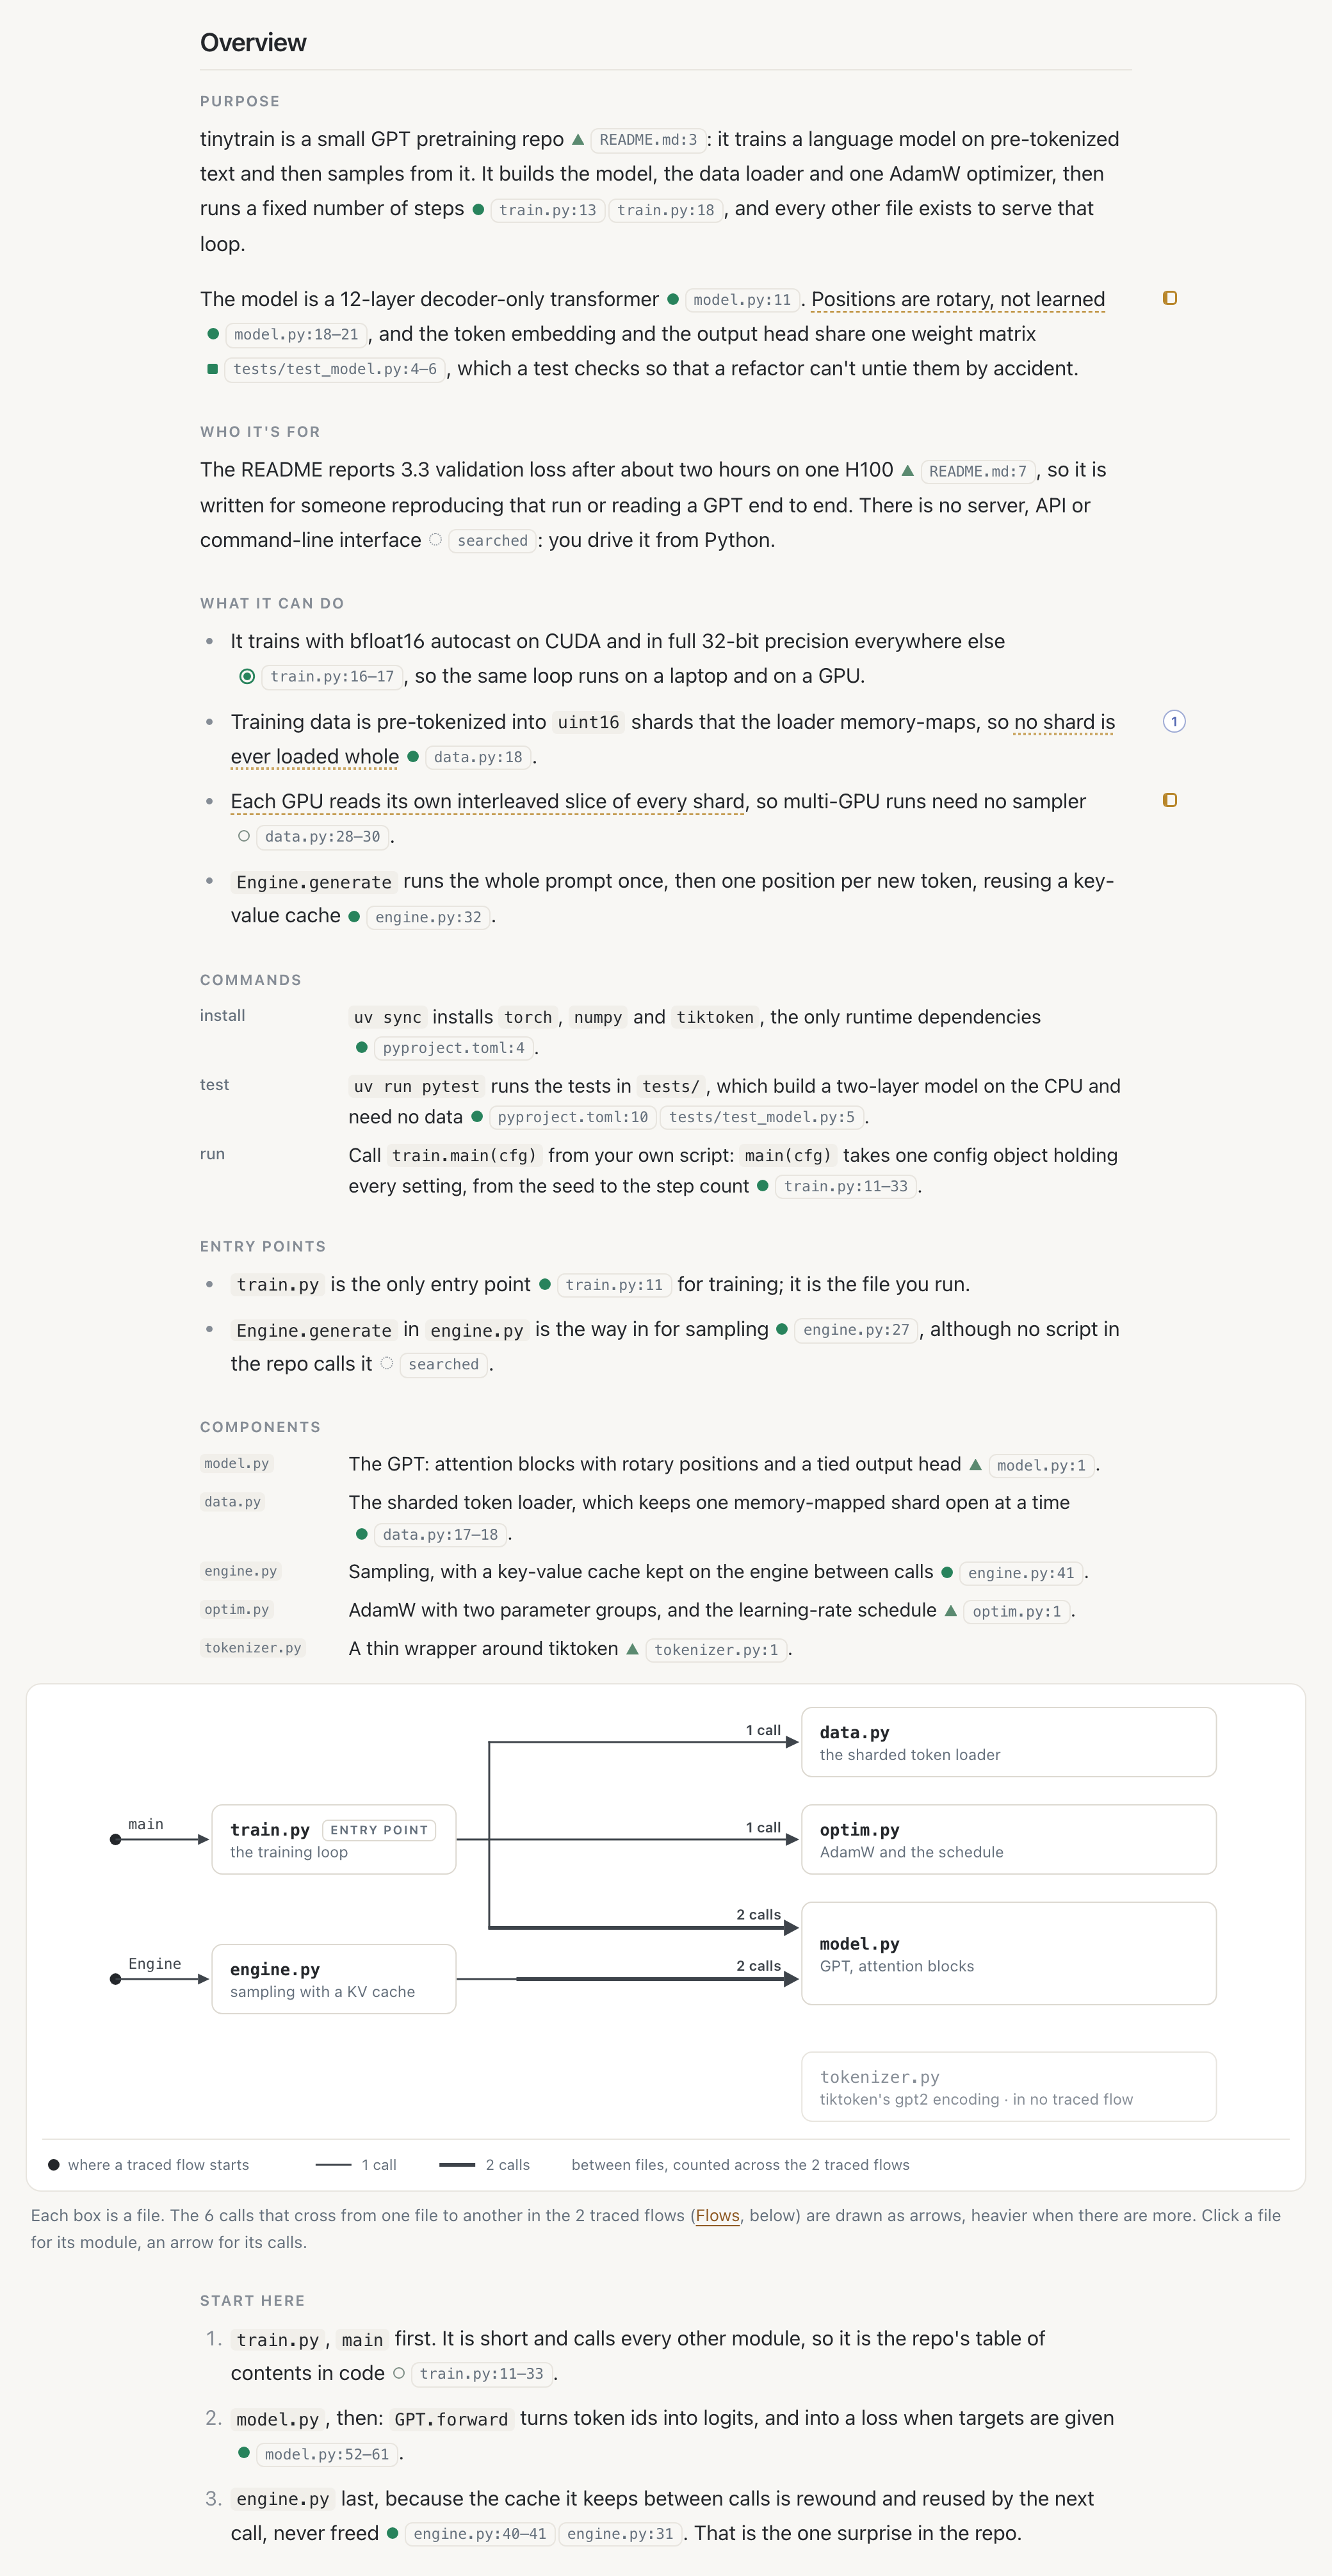 Overview
PURPOSE
tinytrain is a small GPT pretraining repo README.md:3: it trains a language model on pre-tokenized
text and then samples from it. It builds the model, the data loader and one AdamW optimizer, then
runs a fixed number of steps train.py:13 train.py:18, and every other file exists to serve that
loop.
The model is a 12-layer decoder-only transformer model.py:11. Positions are rotary, not learned
model.py:18–21, and the token embedding and the output head share one weight matrix
tests/test_model.py:4–6, which a test checks so that a refactor can't untie them by accident.
WHO IT'S FOR
The README reports 3.3 validation loss after about two hours on one H100 README.md:7, so it is
written for someone reproducing that run or reading a GPT end to end. There is no server, API or
command-line interface searched: you drive it from Python.
WHAT IT CAN DO
• It trains with bfloat16 autocast on CUDA and in full 32-bit precision everywhere else
train.py:16–17, so the same loop runs on a laptop and on a GPU.
• Training data is pre-tokenized into uint16 shards that the loader memory-maps, so no shard is
1
ever loaded whole data.py:18.
• Each GPU reads its own interleaved slice of every shard, so multi-GPU runs need no sampler
data.py:28–30.
• Engine.generate runs the whole prompt once, then one position per new token, reusing a key-
value cache engine.py:32.
COMMANDS
install uv sync installs torch, numpy and tiktoken, the only runtime dependencies
pyproject.toml:4.
test uv run pytest runs the tests in tests/, which build a two-layer model on the CPU and
need no data pyproject.toml:10 tests/test_model.py:5.
run Call train.main(cfg) from your own script: main(cfg) takes one config object holding
every setting, from the seed to the step count train.py:11–33.
ENTRY POINTS
• train.py is the only entry point train.py:11 for training; it is the file you run.
• Engine.generate in engine.py is the way in for sampling engine.py:27, although no script in
the repo calls it searched.
COMPONENTS
model.py The GPT: attention blocks with rotary positions and a tied output head model.py:1.
data.py The sharded token loader, which keeps one memory-mapped shard open at a time
data.py:17–18.
engine.py Sampling, with a key-value cache kept on the engine between calls engine.py:41.
optim.py AdamW with two parameter groups, and the learning-rate schedule optim.py:1.
tokenizer.py A thin wrapper around tiktoken tokenizer.py:1.
1 call
data.py
the sharded token loader
main
train.py ENTRY POINT
the training loop
1 call
optim.py
AdamW and the schedule
2 calls
Engine
engine.py
sampling with a KV cache
2 calls
model.py
GPT, attention blocks
tokenizer.py
tiktoken's gpt2 encoding · in no traced flow
where a traced flow starts 1 call 2 calls between files, counted across the 2 traced flows
Each box is a file. The 6 calls that cross from one file to another in the 2 traced flows (Flows, below) are drawn as arrows, heavier when there are more. Click a file
for its module, an arrow for its calls.
START HERE
1. train.py, main first. It is short and calls every other module, so it is the repo's table of
contents in code train.py:11–33.
2. model.py, then: GPT.forward turns token ids into logits, and into a loss when targets are given
model.py:52–61.
3. engine.py last, because the cache it keeps between calls is rewound and reused by the next
call, never freed engine.py:40–41 engine.py:31. That is the one surprise in the repo.